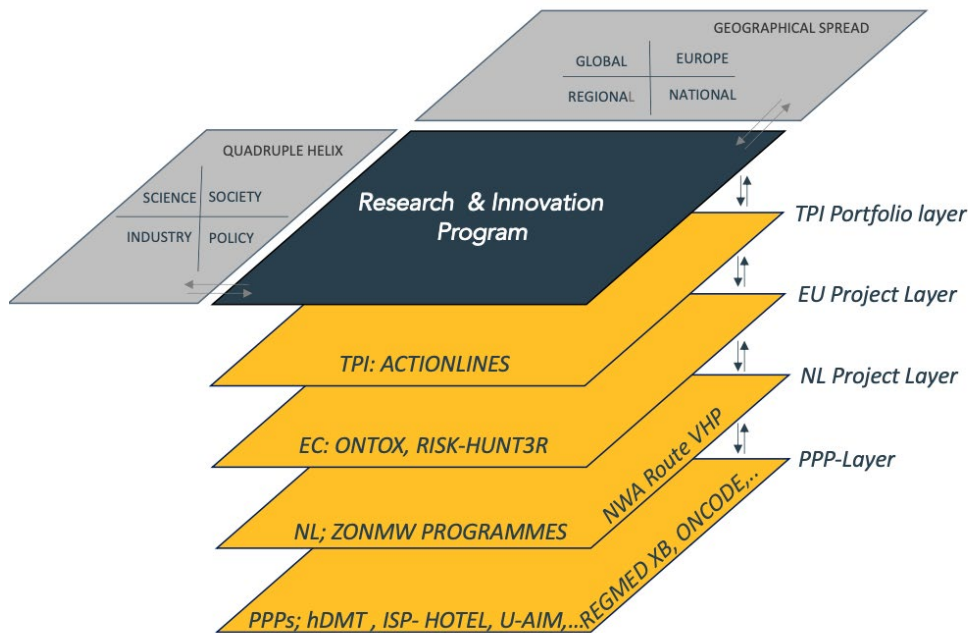 GEOGRAPHICAL SPREAD
GLOBAL
EUROPE
REGIONAL
NATIONAL
QUADRUPLE HELIX
SCIENCE
SOCIETY
INDUSTRY
POLICY
Research & Innovation
Program
TPI Portfolio layer
EU Project Layer
NL Project Layer
PPP-Layer
TPI: ACTIONLINES
EC: ONTOX, RISK-HUNT3R
NL; ZONMW PROGRAMMES
NWA Route VHP
PPPs; hDMT , ISP- HOTEL, U-AIM,...
REGMED XB, ONCODE,..